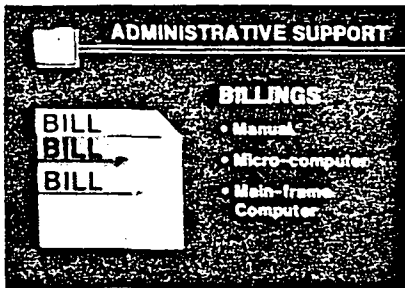 ADMINISTRATIVE SUPPORT
BILLINGS
BILL
BILL
BILL
• Manual
• Micro-computer
• Main-frame
Computer